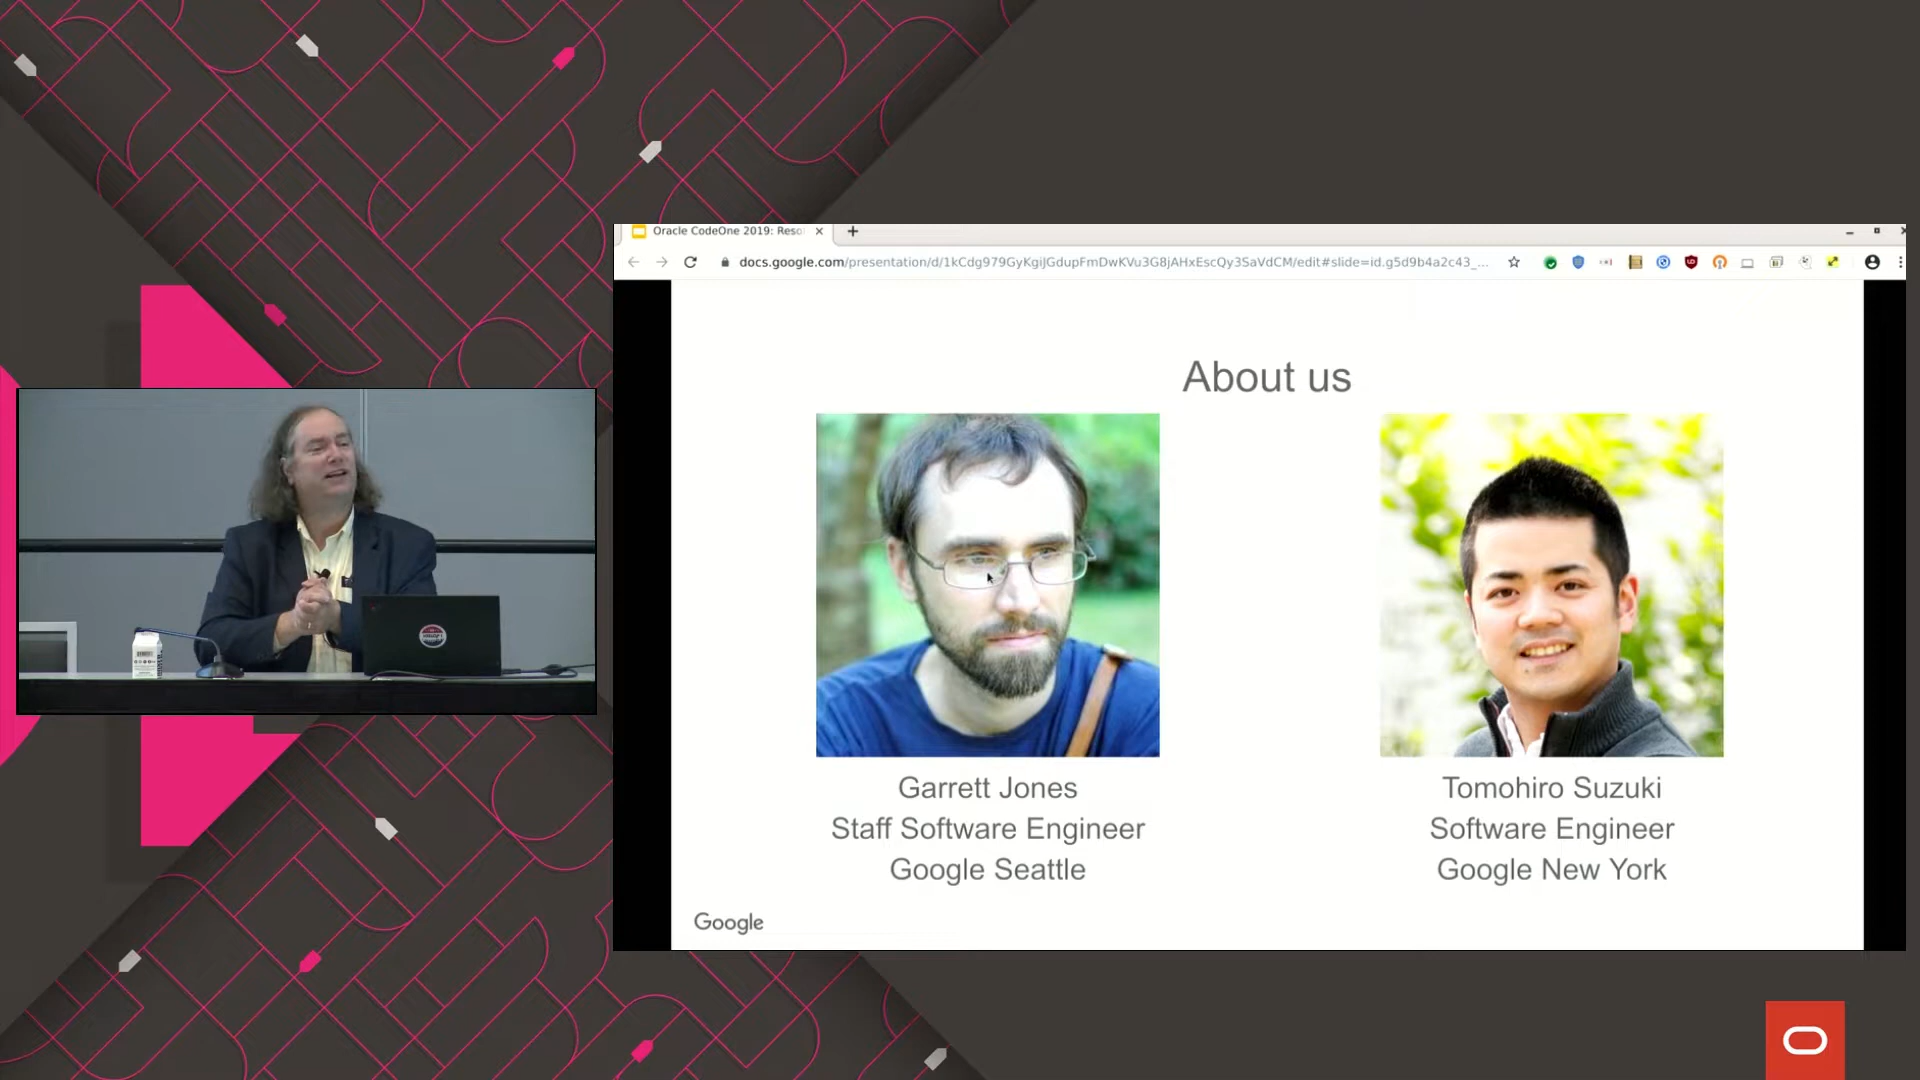 Oracle CodeOne 2019: Reso
docs.google.com/presentation/d/1kCdg979GyKgiJGdupFmDwKVu3G8jAHxEscQy3SaVdCM/edit#slide=id.g5d9b4a2c43_...
About us
Garrett Jones
Staff Software Engineer
Google Seattle
Tomohiro Suzuki
Software Engineer
Google New York
Google